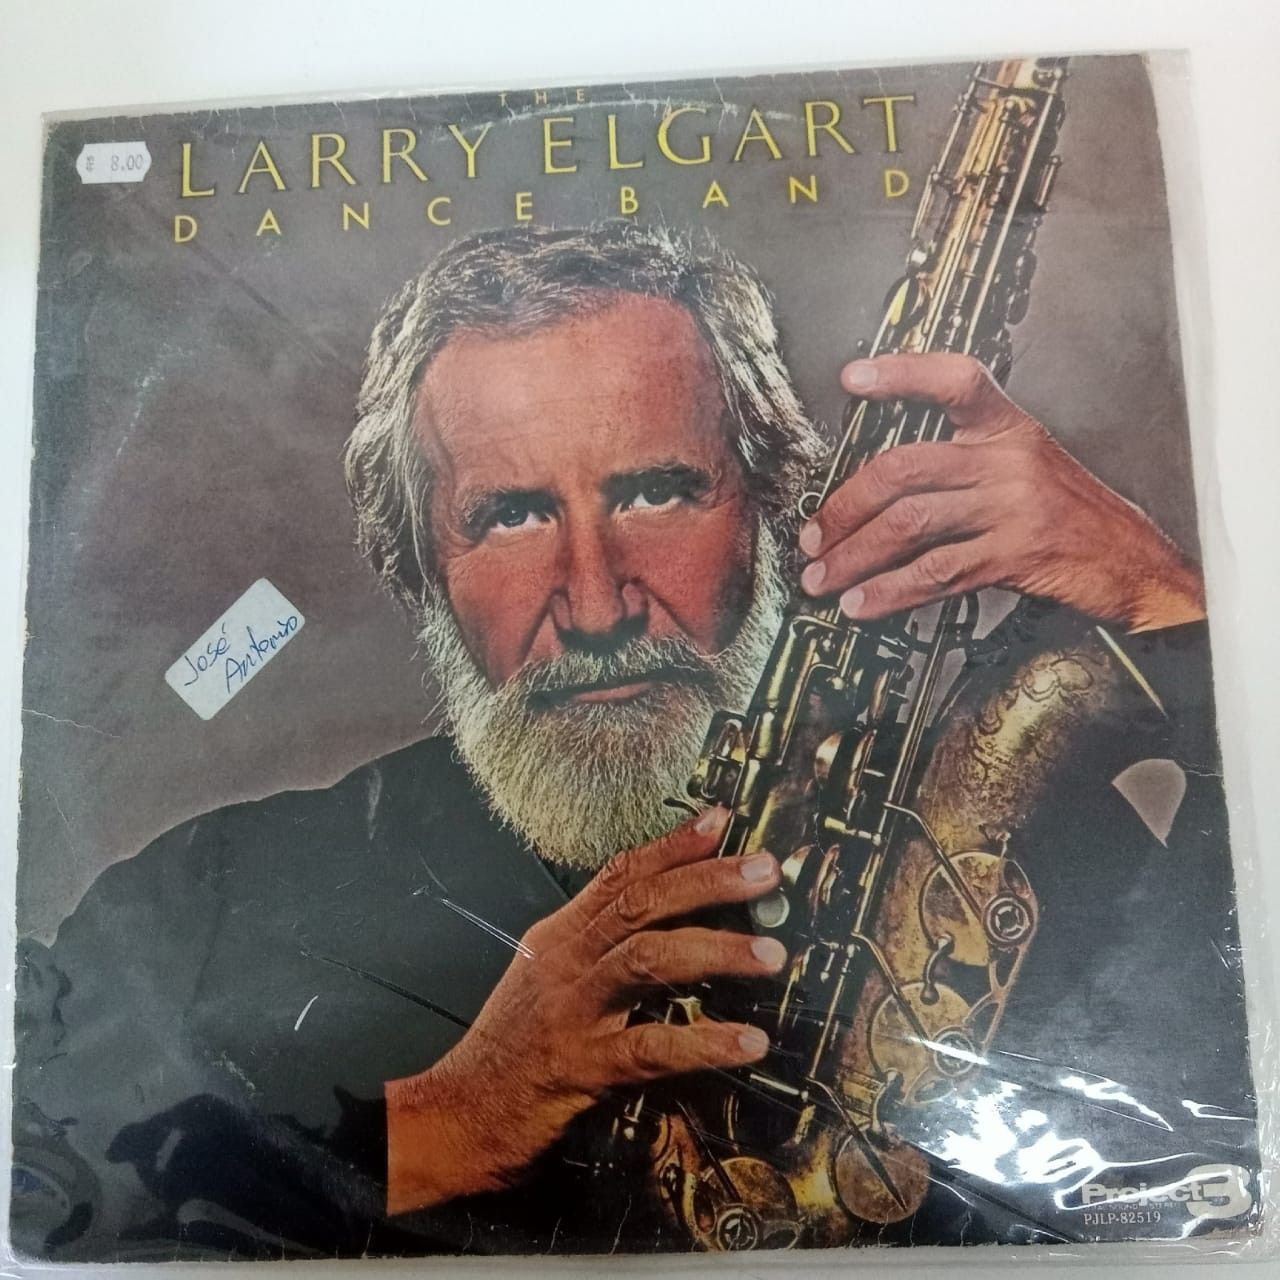 THE
LARRY ELGART
DANCE BAND
8.00
José
Antonio
Project 3
PJLP-82519